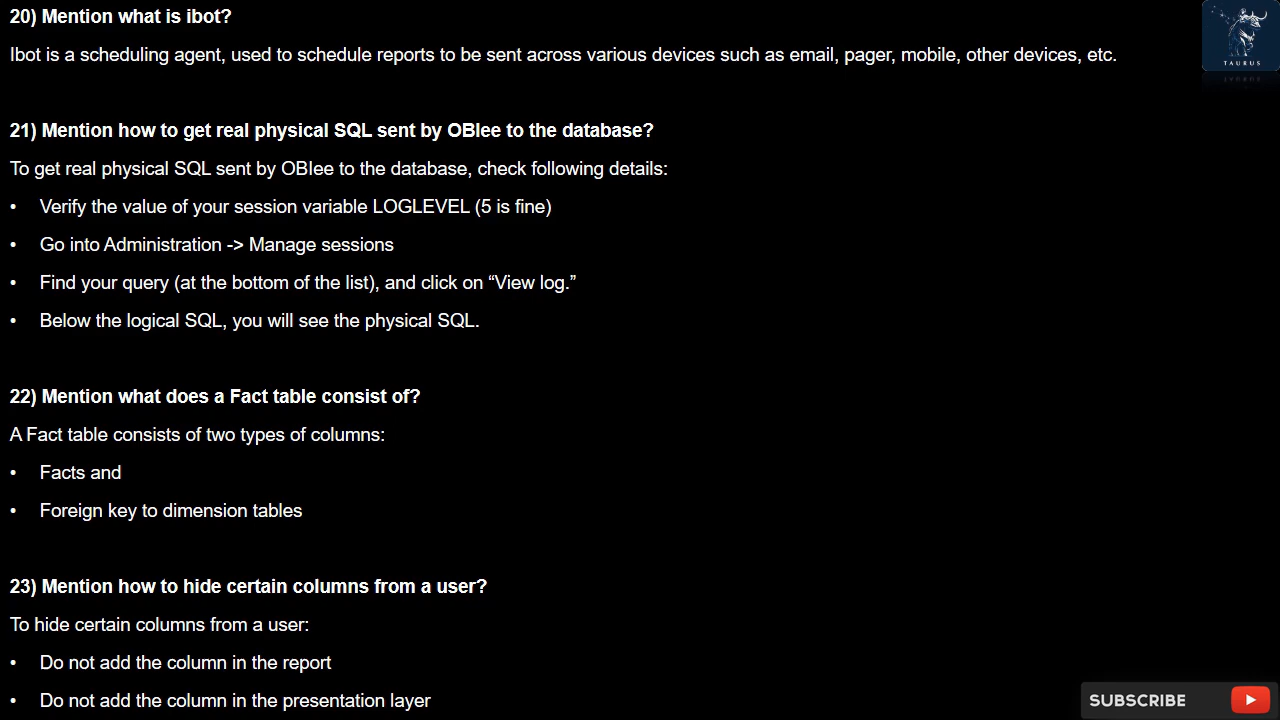 20) Mention what is ibot?
Ibot is a scheduling agent, used to schedule reports to be sent across various devices such as email, pager, mobile, other devices, etc.
TAURUS
21) Mention how to get real physical SQL sent by OBIee to the database?
To get real physical SQL sent by OBIee to the database, check following details:
• Verify the value of your session variable LOGLEVEL (5 is fine)
• Go into Administration -> Manage sessions
• Find your query (at the bottom of the list), and click on “View log.”
• Below the logical SQL, you will see the physical SQL.
22) Mention what does a Fact table consist of?
A Fact table consists of two types of columns:
• Facts and
• Foreign key to dimension tables
23) Mention how to hide certain columns from a user?
To hide certain columns from a user:
• Do not add the column in the report
• Do not add the column in the presentation layer
SUBSCRIBE